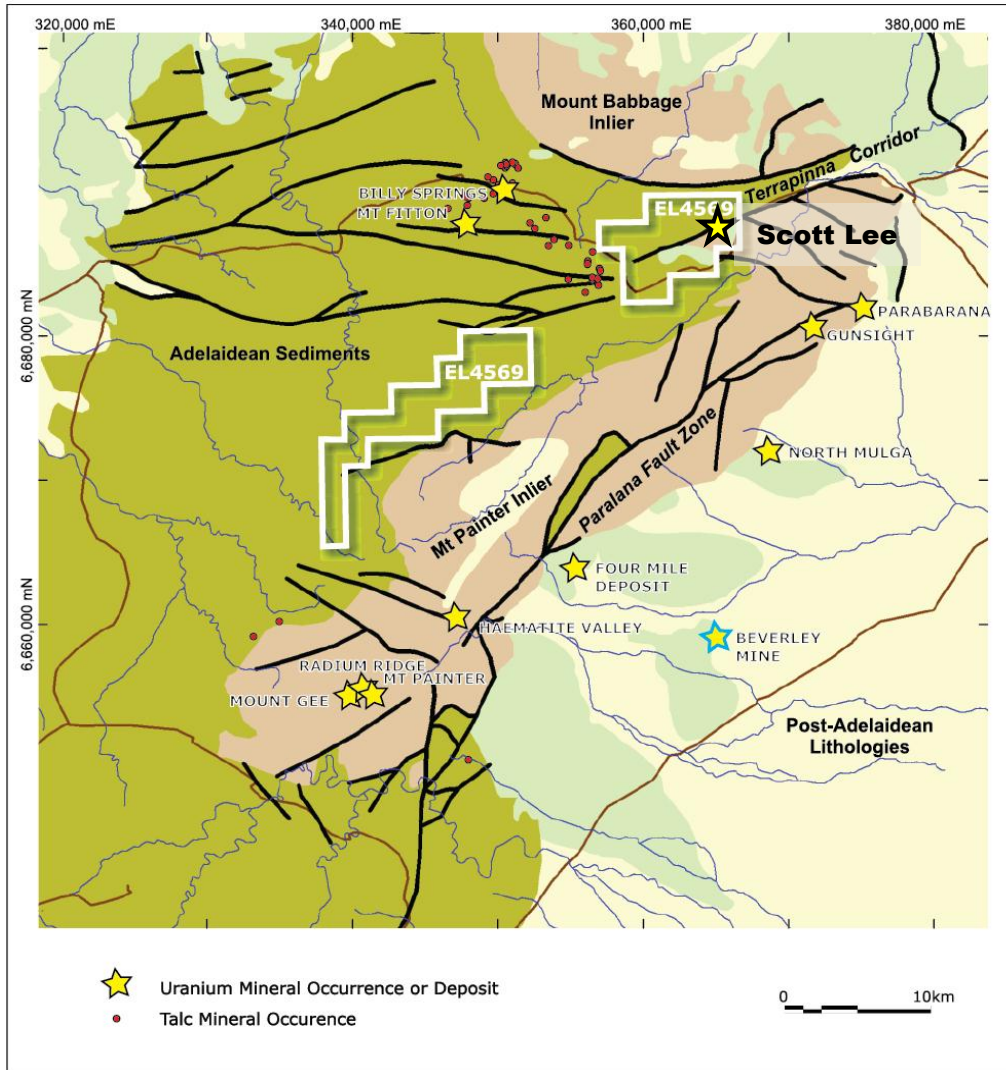 320,000 mE
340,000 mE
360,000 mE
380,000 mE
Mount Babbage
Inlier
Terrapinna Corridor
BILLY SPRINGS
MT FITTON
EL4569
Scott Lee
PARABARANA
GUNSIGHT
6,680,000 mN
Adelaidean Sediments
EL4569
Paralana Fault Zone
NORTH MULGA
Mt Painter Inlier
FOUR MILE
DEPOSIT
6,660,000 mN
HAEMATITE VALLEY
BEVERLEY
MINE
RADIUM RIDGE
MT PAINTER
MOUNT GEE
Post-Adelaidean
Lithologies
Uranium Mineral Occurrence or Deposit
Talc Mineral Occurence
0 10km